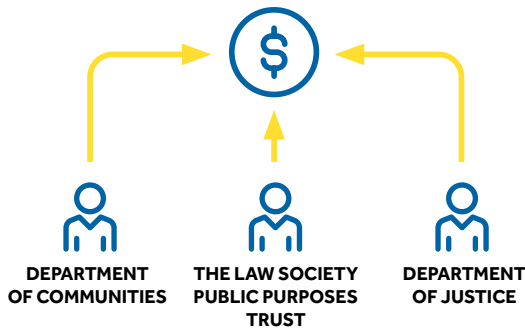 $
DEPARTMENT
OF COMMUNITIES
THE LAW SOCIETY
PUBLIC PURPOSES
TRUST
DEPARTMENT
OF JUSTICE